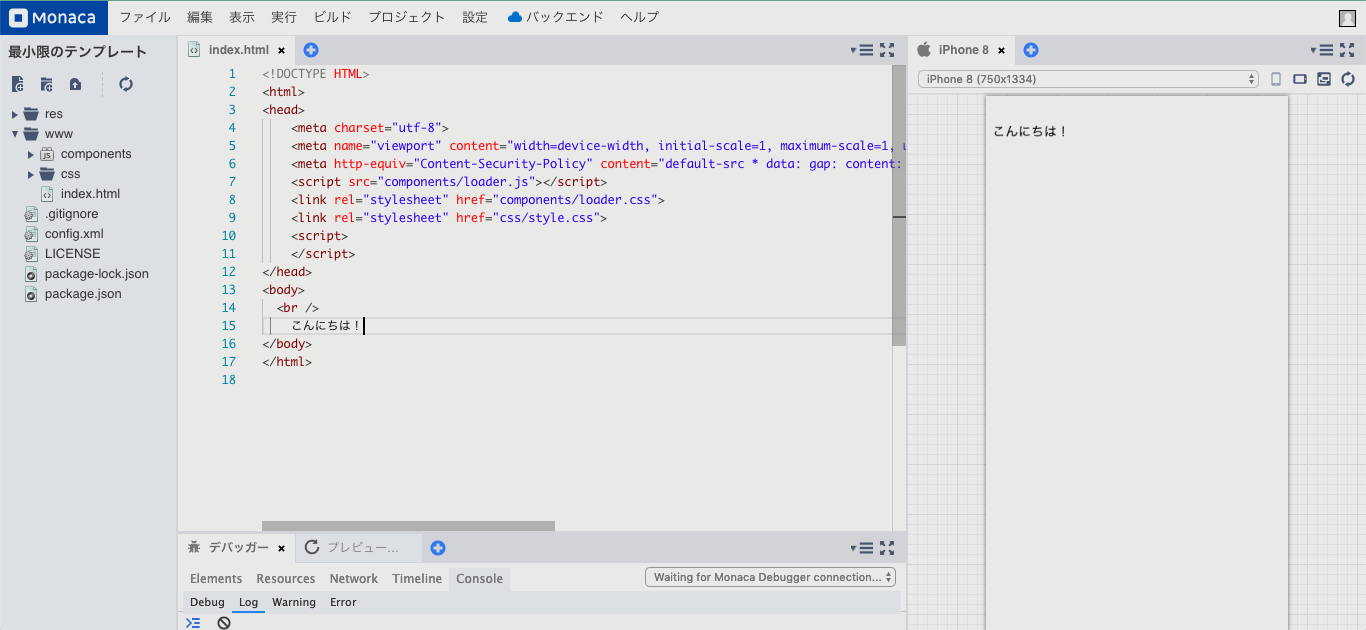 Monaca ファイル 編集 表示 実行 ビルド プロジェクト 設定 バックエンド ヘルプ
最小限のテンプレート
res
www
components
css
index.html
.gitignore
config.xml
LICENSE
package-lock.json
package.json
index.html ×
1 <!DOCTYPE HTML>
2 <html>
3 <head>
4 <meta charset="utf-8">
5 <meta name="viewport" content="width=device-width, initial-scale=1, maximum-scale=1,
6 <meta http-equiv="Content-Security-Policy" content="default-src * data: gap: content:
7 <script src="components/loader.js"></script>
8 <link rel="stylesheet" href="components/loader.css">
9 <link rel="stylesheet" href="css/style.css">
10 <script>
11 </script>
12 </head>
13 <body>
14 <br />
15 こんにちは！
16 </body>
17 </html>
18
デバッガー × プレビュー...
Elements Resources Network Timeline Console Waiting for Monaca Debugger connection...
Debug Log Warning Error
iPhone 8 ×
iPhone 8 (750x1334)
こんにちは！